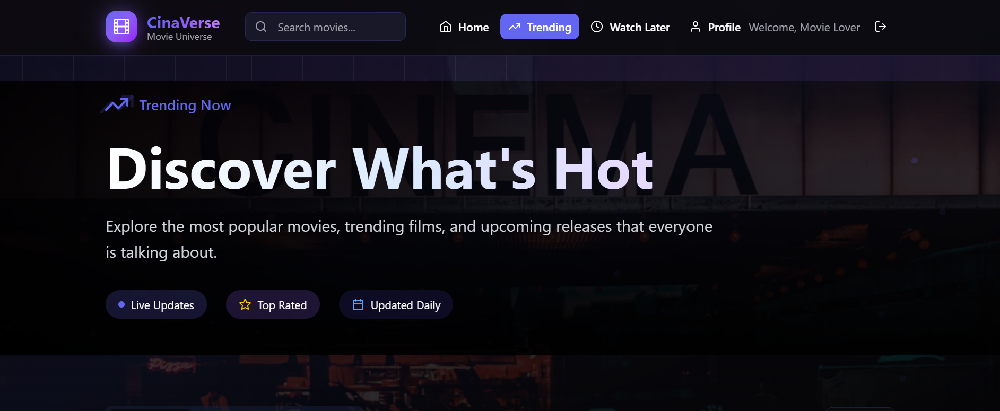 CinaVerse
Movie Universe
Search movies...
Home
Trending
Watch Later
Profile
Welcome, Movie Lover
CINEMA
Trending Now
Discover What's Hot
Explore the most popular movies, trending films, and upcoming releases that everyone
is talking about.
Live Updates
Top Rated
Updated Daily
Pizza